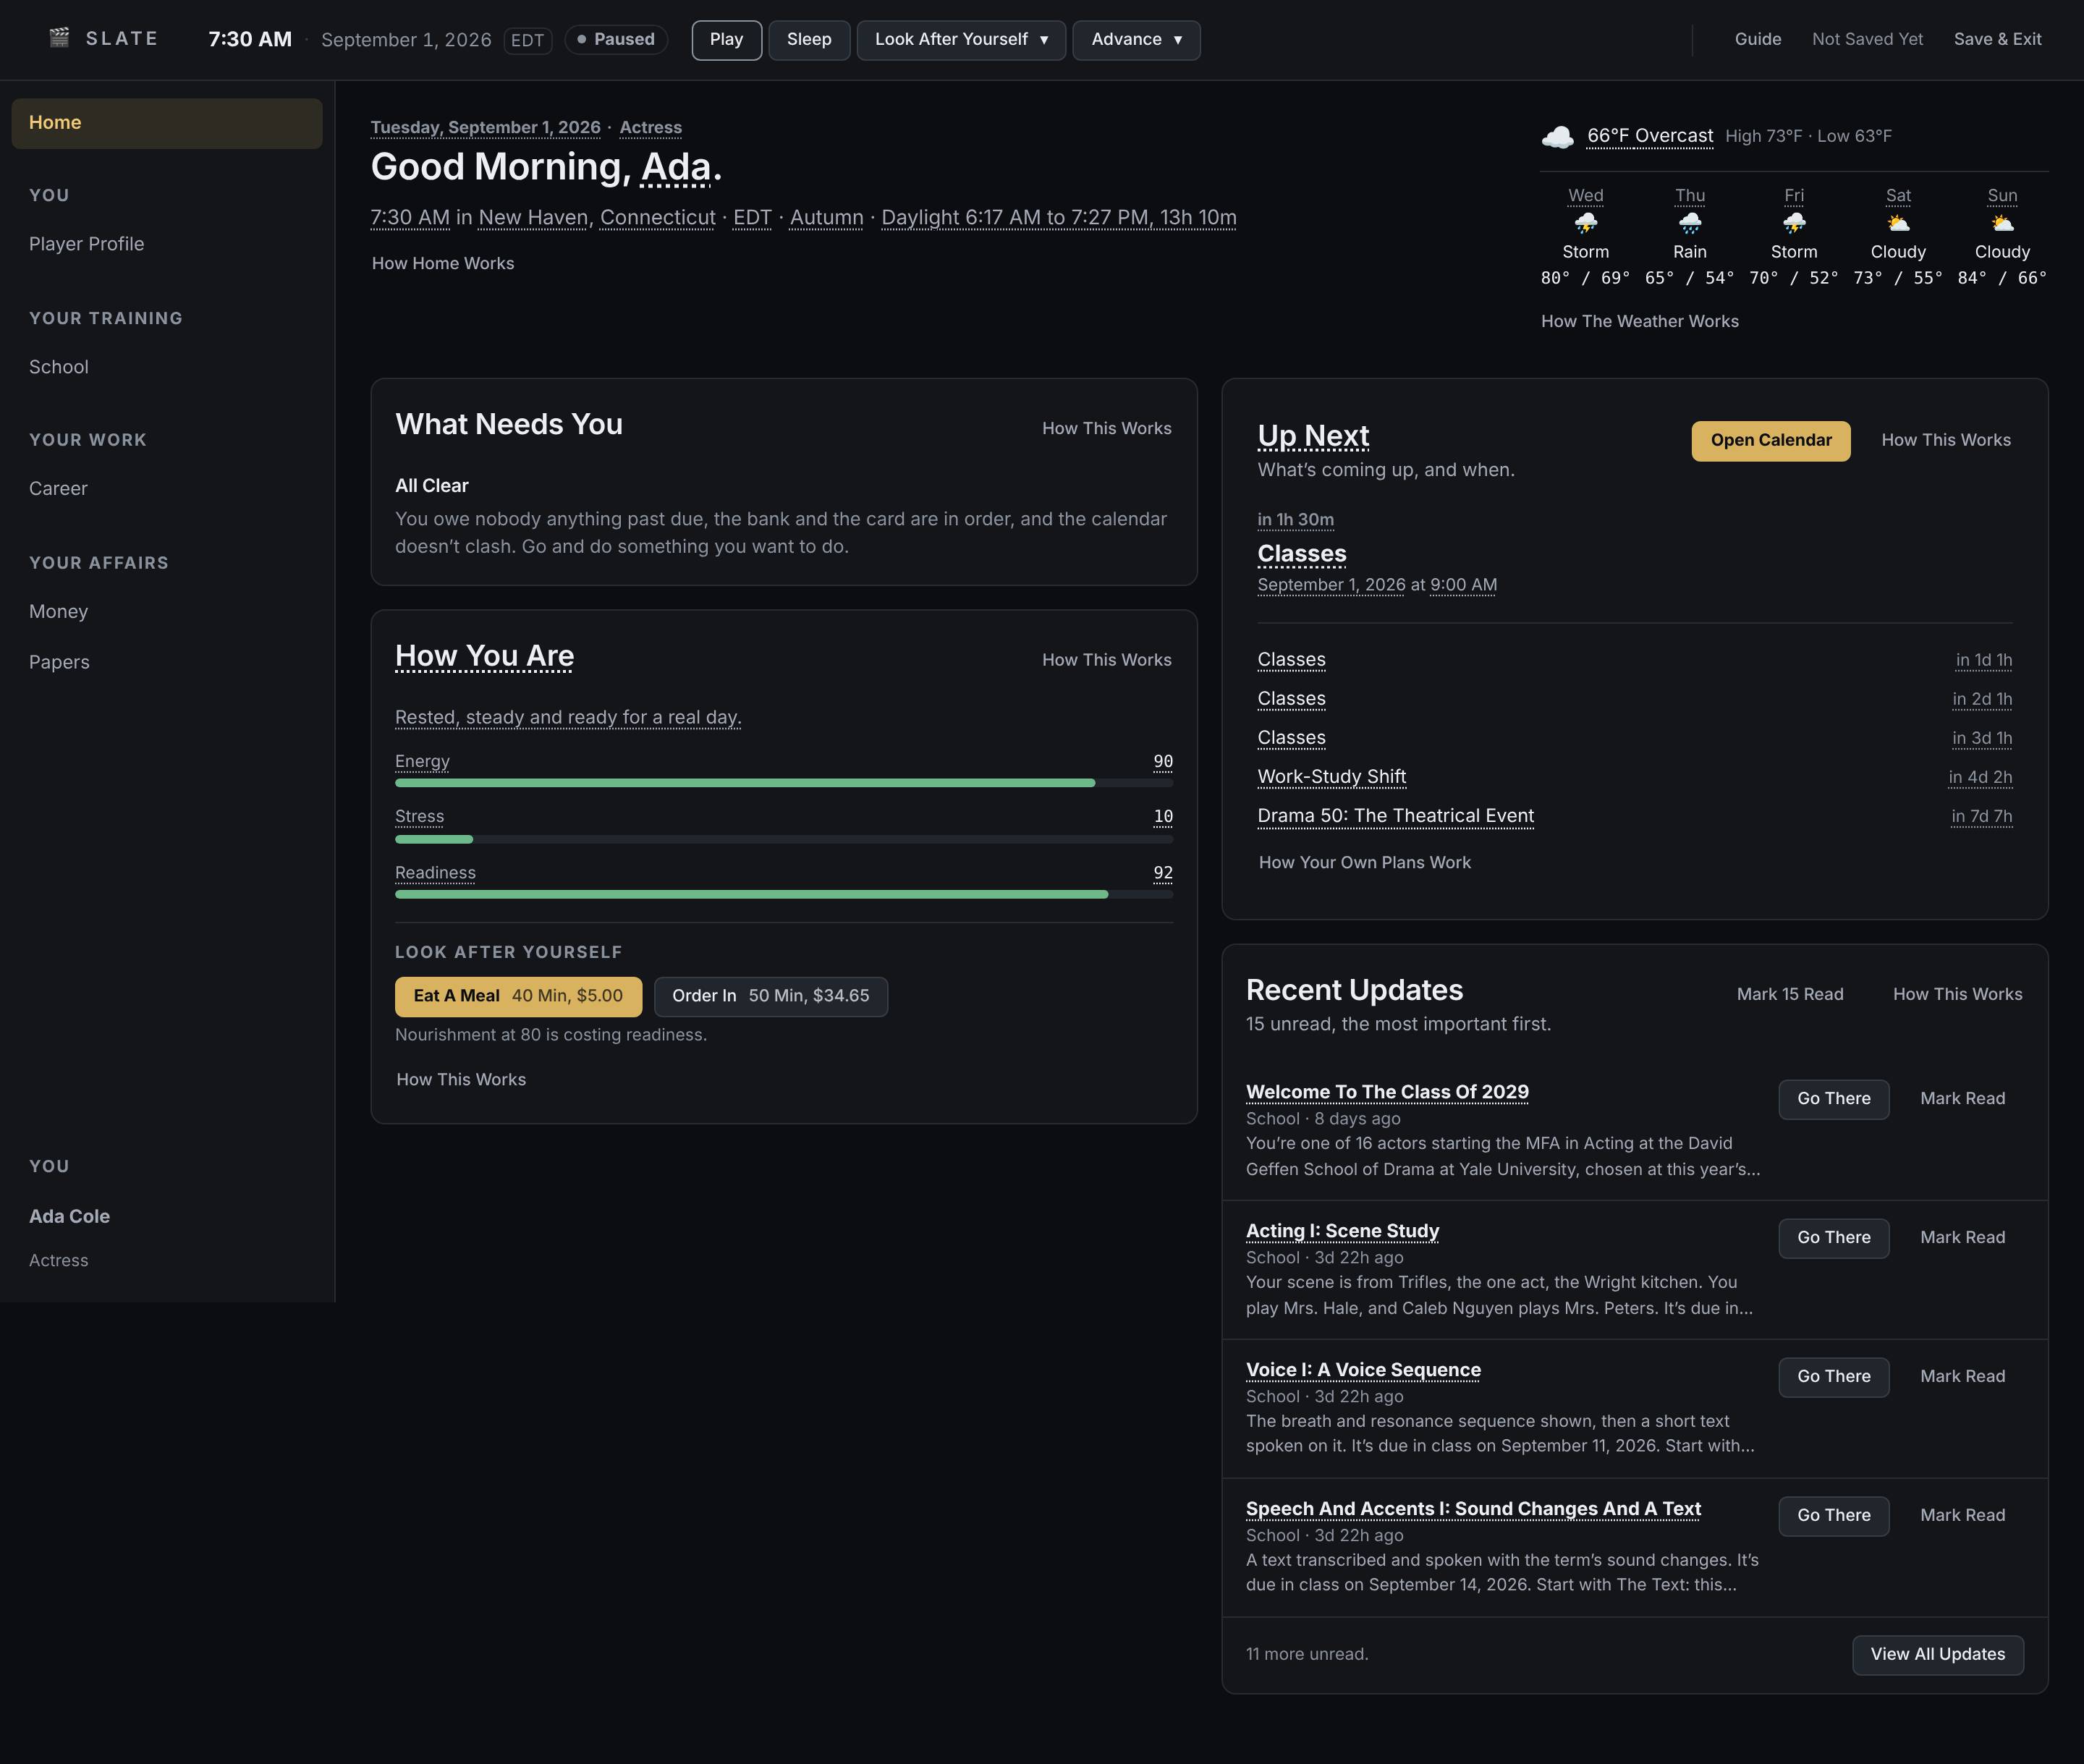 SLATE
7:30 AM · September 1, 2026 EDT Paused
Play
Sleep
Look After Yourself ▾
Advance ▾
Guide
Not Saved Yet
Save & Exit
Home
YOU
Player Profile
YOUR TRAINING
School
YOUR WORK
Career
YOUR AFFAIRS
Money
Papers
YOU
Ada Cole
Actress
Tuesday, September 1, 2026 · Actress
Good Morning, Ada.
7:30 AM in New Haven, Connecticut · EDT · Autumn · Daylight 6:17 AM to 7:27 PM, 13h 10m
How Home Works
66°F Overcast High 73°F · Low 63°F
Wed Thu Fri Sat Sun
Storm Rain Storm Cloudy Cloudy
80° / 69° 65° / 54° 70° / 52° 73° / 55° 84° / 66°
How The Weather Works
What Needs You
How This Works
All Clear
You owe nobody anything past due, the bank and the card are in order, and the calendar
doesn’t clash. Go and do something you want to do.
How You Are
How This Works
Rested, steady and ready for a real day.
Energy 90
Stress 10
Readiness 92
LOOK AFTER YOURSELF
Eat A Meal 40 Min, $5.00
Order In 50 Min, $34.65
Nourishment at 80 is costing readiness.
How This Works
Up Next
Open Calendar
How This Works
What’s coming up, and when.
in 1h 30m
Classes
September 1, 2026 at 9:00 AM
Classes in 1d 1h
Classes in 2d 1h
Classes in 3d 1h
Work-Study Shift in 4d 2h
Drama 50: The Theatrical Event in 7d 7h
How Your Own Plans Work
Recent Updates
Mark 15 Read
How This Works
15 unread, the most important first.
Welcome To The Class Of 2029
Go There
Mark Read
School · 8 days ago
You’re one of 16 actors starting the MFA in Acting at the David
Geffen School of Drama at Yale University, chosen at this year’s…
Acting I: Scene Study
Go There
Mark Read
School · 3d 22h ago
Your scene is from Trifles, the one act, the Wright kitchen. You
play Mrs. Hale, and Caleb Nguyen plays Mrs. Peters. It’s due in…
Voice I: A Voice Sequence
Go There
Mark Read
School · 3d 22h ago
The breath and resonance sequence shown, then a short text
spoken on it. It’s due in class on September 11, 2026. Start with…
Speech And Accents I: Sound Changes And A Text
Go There
Mark Read
School · 3d 22h ago
A text transcribed and spoken with the term’s sound changes. It’s
due in class on September 14, 2026. Start with The Text: this…
11 more unread.
View All Updates